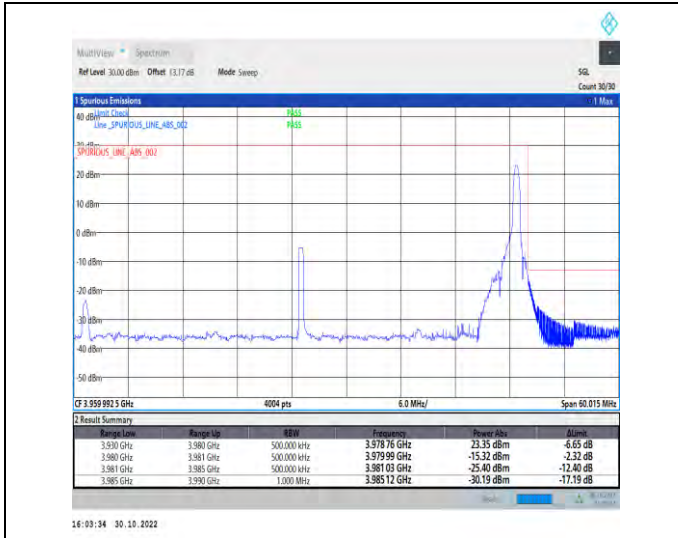 MultiView Spectrum
Ref Level 30.00 dBm Offset 13.17 dB Mode Sweep SGL
Count 30/30
1 Spurious Emissions 1 Max
40 dBm Limit Check PASS
Line _SPURIOUS_LINE_ABS_002 PASS
_SPURIOUS_LINE_ABS_002
20 dBm
10 dBm
0 dBm
-10 dBm
-20 dBm
-30 dBm
-40 dBm
-50 dBm
CF 3.959 992 5 GHz 4004 pts 6.0 MHz/ Span 60.015 MHz
2 Result Summary
Range Low Range Up RBW Frequency Power Abs ΔLimit
3.930 GHz 3.980 GHz 500.000 kHz 3.978 76 GHz 23.35 dBm -6.65 dB
3.980 GHz 3.981 GHz 500.000 kHz 3.979 99 GHz -15.32 dBm -2.32 dB
3.981 GHz 3.985 GHz 500.000 kHz 3.981 03 GHz -25.40 dBm -12.40 dB
3.985 GHz 3.990 GHz 1.000 MHz 3.985 12 GHz -30.19 dBm -17.19 dB
16:03:34 30.10.2022